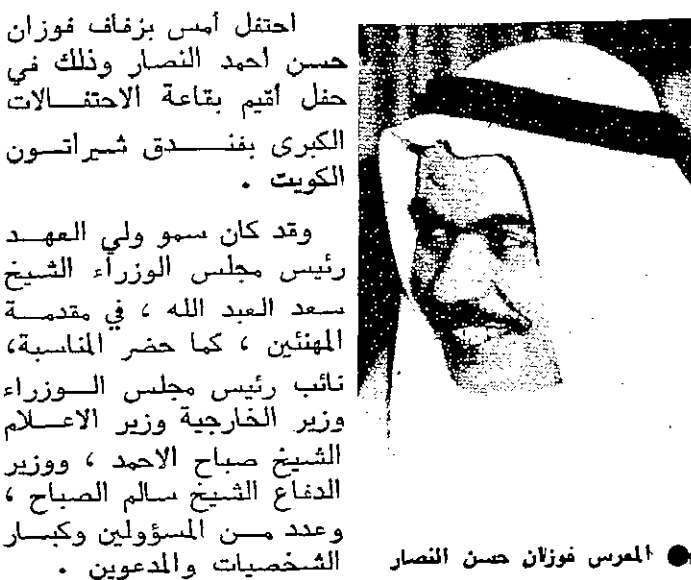 احتفل أمس بزفاف فوزان
حسن احمد النصار وذلك في
حفل أقيم بقاعة الاحتفالات
الكبرى بفندق شيراتون
الكويت .
وقد كان سمو ولي العهد
رئيس مجلس الوزراء الشيخ
سعد العبد الله ، في مقدمة
المهنئين ، كما حضر المناسبة،
نائب رئيس مجلس الوزراء
وزير الخارجية وزير الاعلام
الشيخ صباح الاحمد ، ووزير
الدفاع الشيخ سالم الصباح ،
وعدد من المسؤولين وكبار
الشخصيات والمدعوين .
● المعرس فوزان حسن النصار